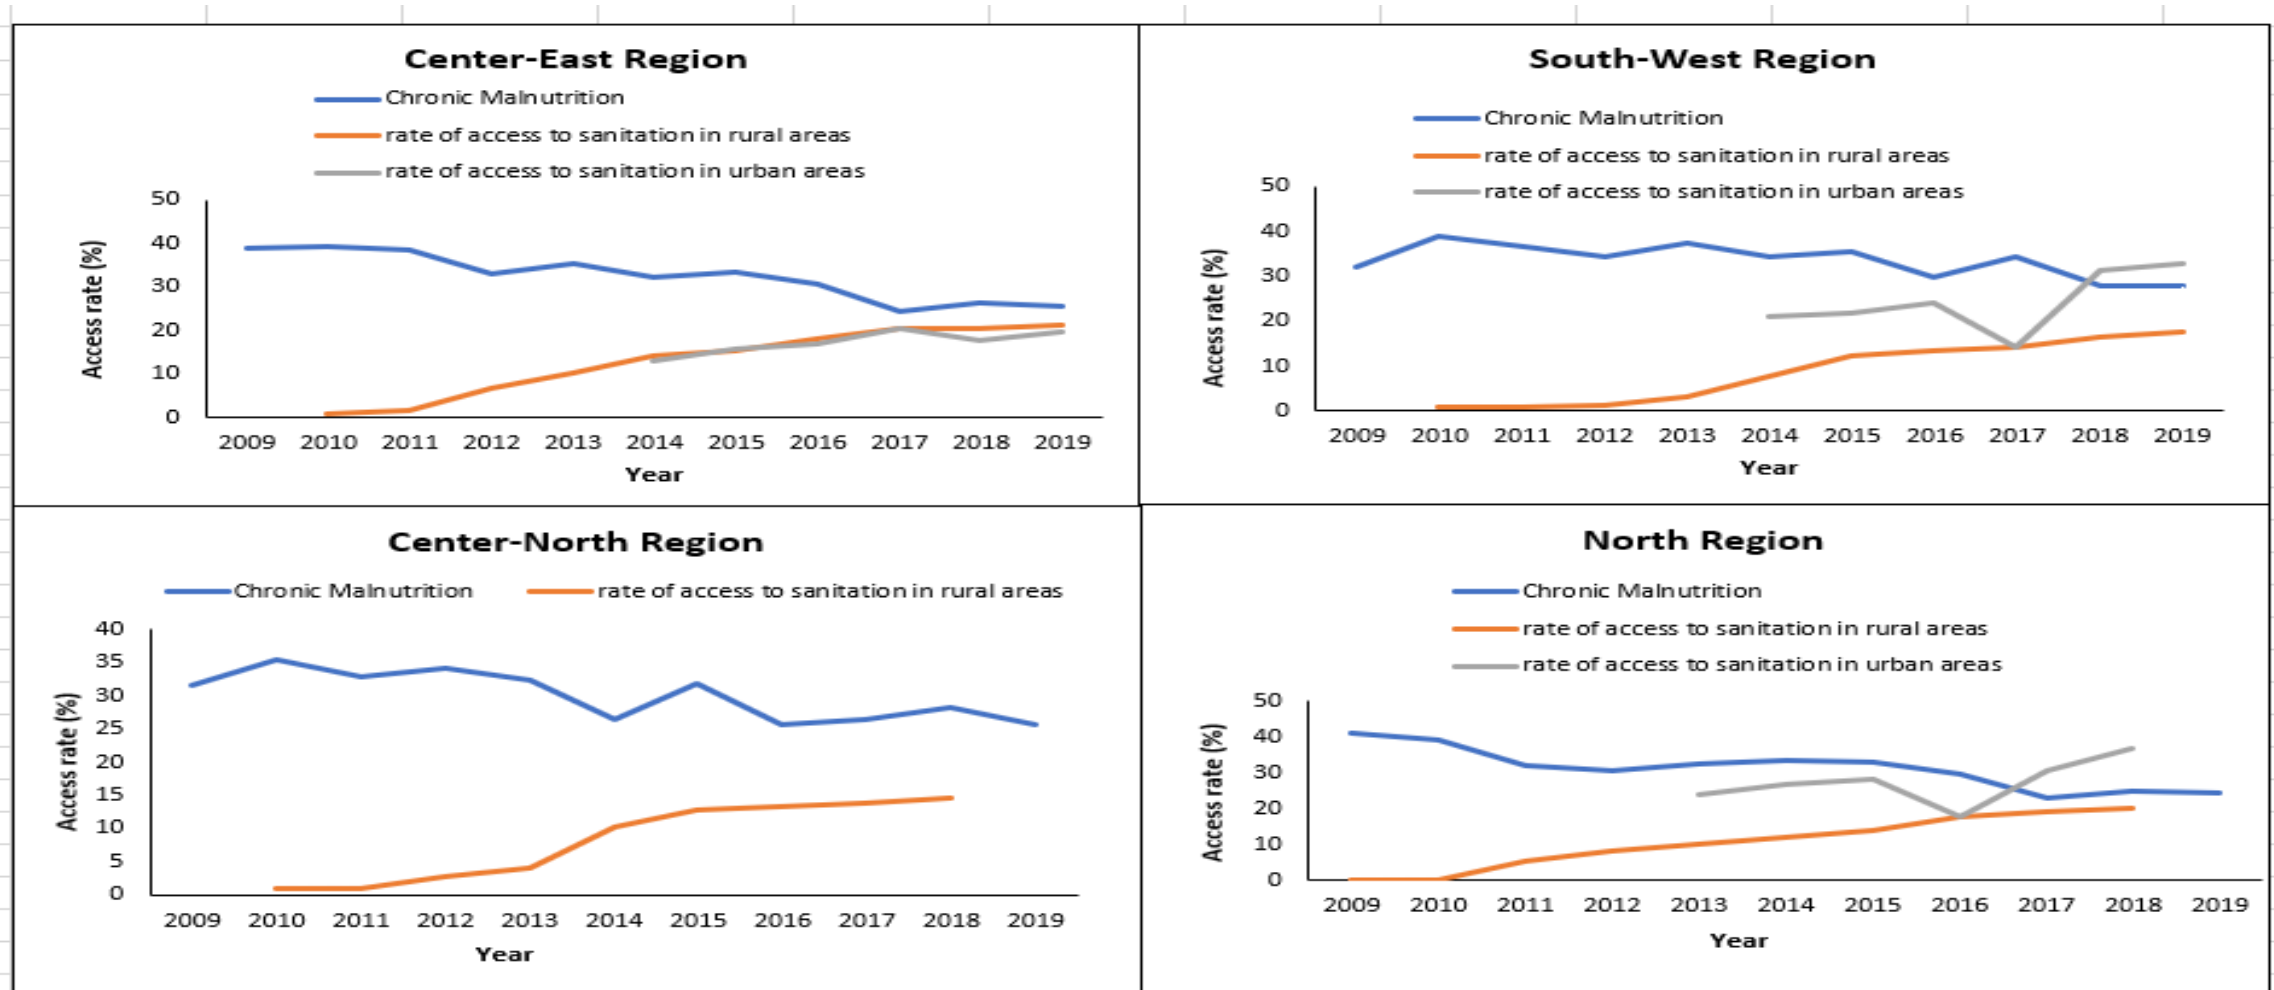 Center-East Region
Chronic Malnutrition
rate of access to sanitation in rural areas
rate of access to sanitation in urban areas
Access rate (%)
50
40
30
20
10
0
2009 2010 2011 2012 2013 2014 2015 2016 2017 2018 2019
Year
South-West Region
Chronic Malnutrition
rate of access to sanitation in rural areas
rate of access to sanitation in urban areas
Access rate (%)
50
40
30
20
10
0
2009 2010 2011 2012 2013 2014 2015 2016 2017 2018 2019
Year
Center-North Region
Chronic Malnutrition rate of access to sanitation in rural areas
Access rate (%)
40
35
30
25
20
15
10
5
0
2009 2010 2011 2012 2013 2014 2015 2016 2017 2018 2019
Year
North Region
Chronic Malnutrition
rate of access to sanitation in rural areas
rate of access to sanitation in urban areas
Access rate (%)
50
40
30
20
10
0
2009 2010 2011 2012 2013 2014 2015 2016 2017 2018 2019
Year